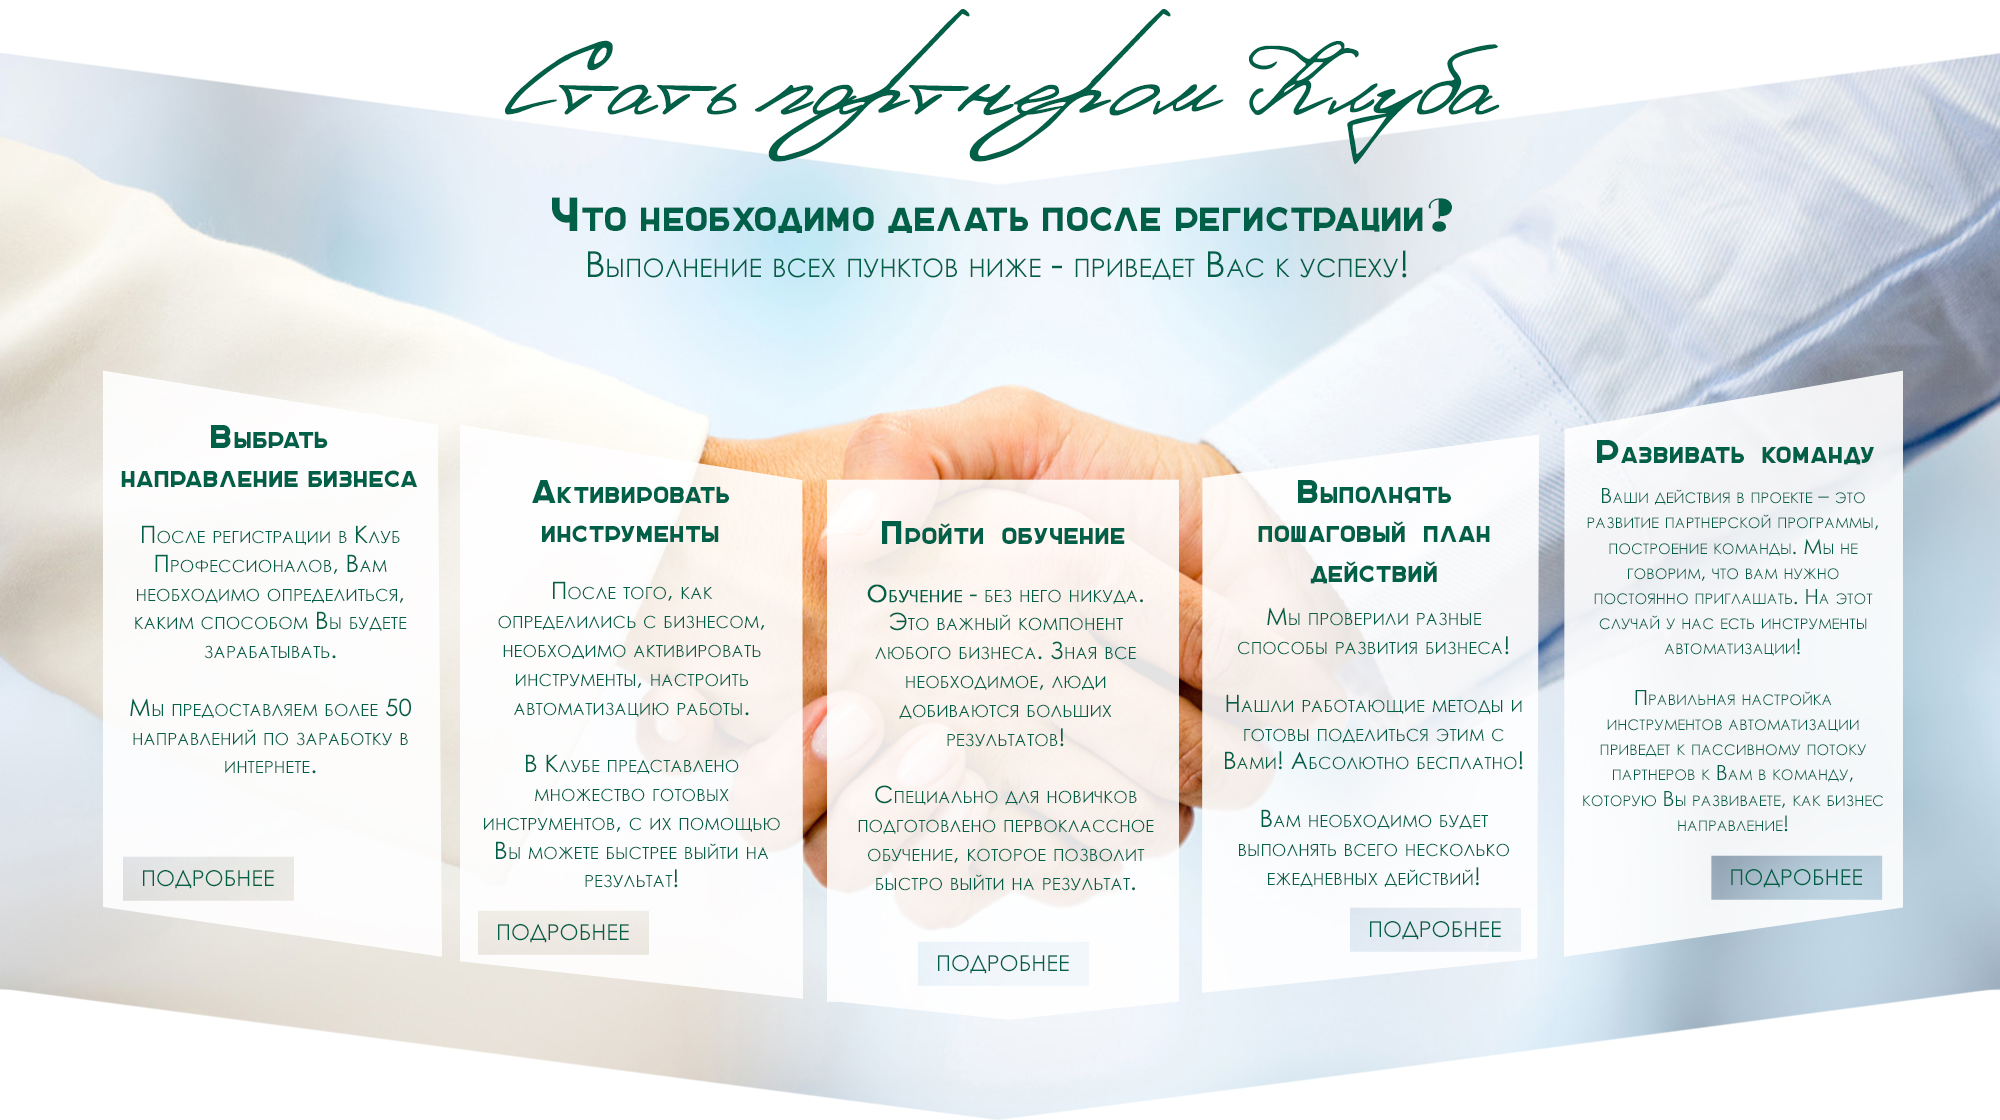 Стать партнером Клуба
Что необходимо делать после регистрации?
Выполнение всех пунктов ниже - приведет Вас к успеху!
Выбрать
направление бизнеса
После регистрации в Клуб
Профессионалов, Вам
необходимо определиться,
каким способом Вы будете
зарабатывать.
Мы предоставляем более 50
направлений по заработку в
интернете.
ПОДРОБНЕЕ
Активировать
инструменты
После того, как
определились с бизнесом,
необходимо активировать
инструменты, настроить
автоматизацию работы.
В Клубе представлено
множество готовых
инструментов, с их помощью
Вы можете быстрее выйти на
результат!
ПОДРОБНЕЕ
Пройти обучение
Обучение - без него никуда.
Это важный компонент
любого бизнеса. Зная все
необходимое, люди
добиваются больших
результатов!
Специально для новичков
подготовлено первоклассное
обучение, которое позволит
быстро выйти на результат.
ПОДРОБНЕЕ
Выполнять
пошаговый план
действий
Мы проверили разные
способы развития бизнеса!
Нашли работающие методы и
готовы поделиться этим с
Вами! Абсолютно бесплатно!
Вам необходимо будет
выполнять всего несколько
ежедневных действий!
ПОДРОБНЕЕ
Развивать команду
Ваши действия в проекте – это
развитие партнерской программы,
построение команды. Мы не
говорим, что вам нужно
постоянно приглашать. На этот
случай у нас есть инструменты
автоматизации!
Правильная настройка
инструментов автоматизации
приведет к пассивному потоку
партнеров к Вам в команду,
которую Вы развиваете, как бизнес
направление!
ПОДРОБНЕЕ